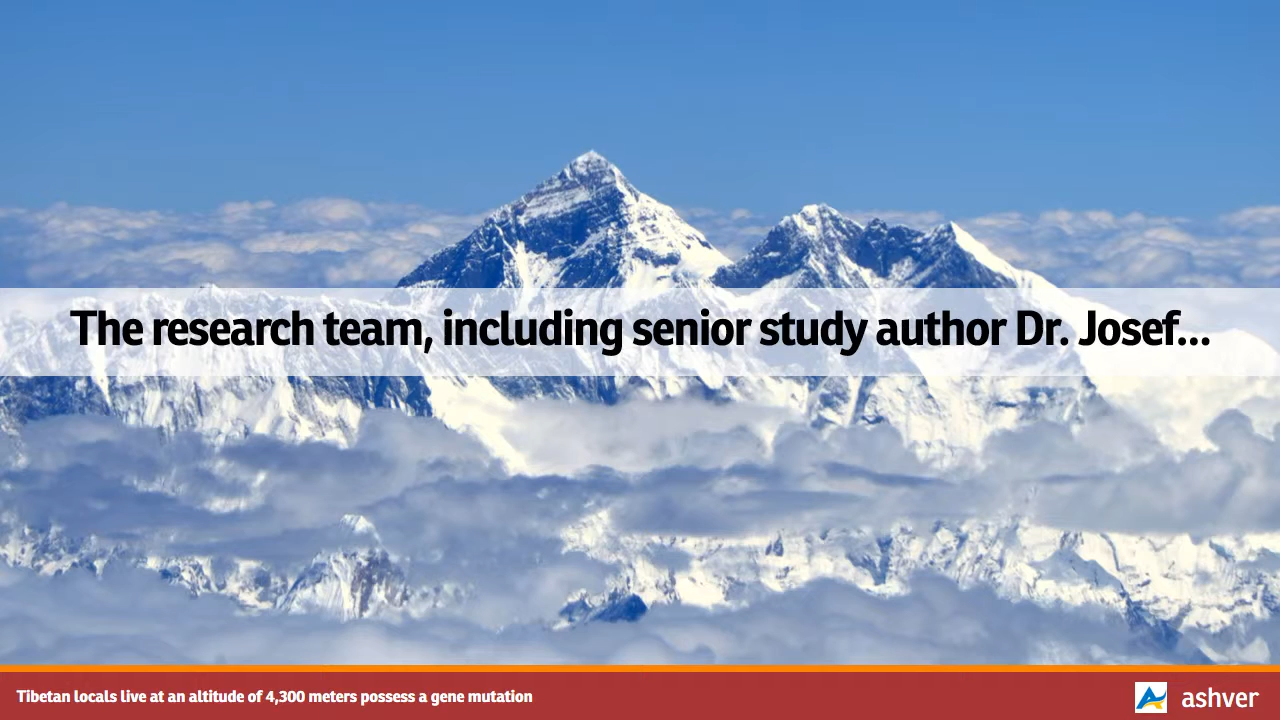 The research team, including senior study author Dr. Josef...
Tibetan locals live at an altitude of 4,300 meters possess a gene mutation
ashver